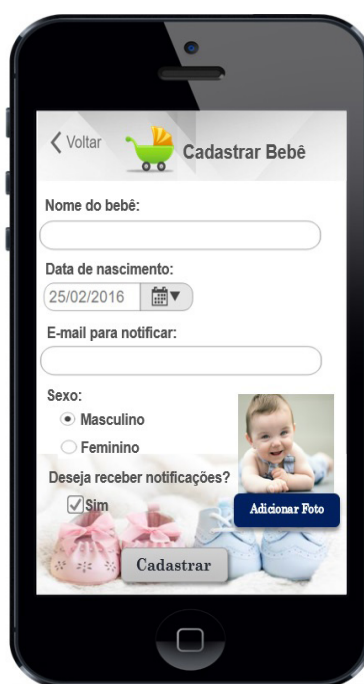 Voltar
Cadastrar Bebê
Nome do bebê:
Data de nascimento:
25/02/2016
E-mail para notificar:
Sexo:
Masculino
Feminino
Deseja receber notificações?
Sim
Adicionar Foto
Cadastrar